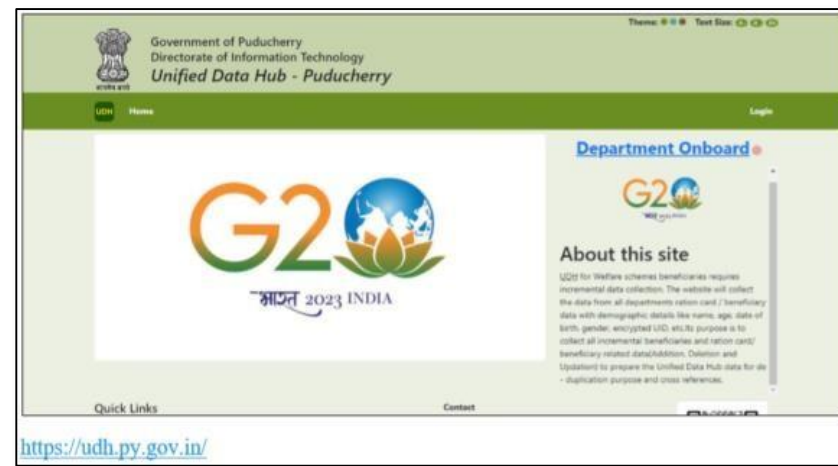 Theme: Text Size:
Government of Puducherry
Directorate of Information Technology
Unified Data Hub - Puducherry
UDH Home Login
Department Onboard
G20
भारत 2023 INDIA
G20
About this site
UDH for Welfare schemes beneficiaries requires
incremental data collection. The website will collect
the data from all departments ration card / beneficiary
data with demographic details like name, age, date of
birth, gender, encrypted UID, etc.Its purpose is to
collect all incremental beneficiaries and ration card/
beneficiary related data(Addition, Deletion and
Updation) to prepare the Unified Data Hub data for de
- duplication purpose and cross references.
Quick Links
Contact
https://udh.py.gov.in/